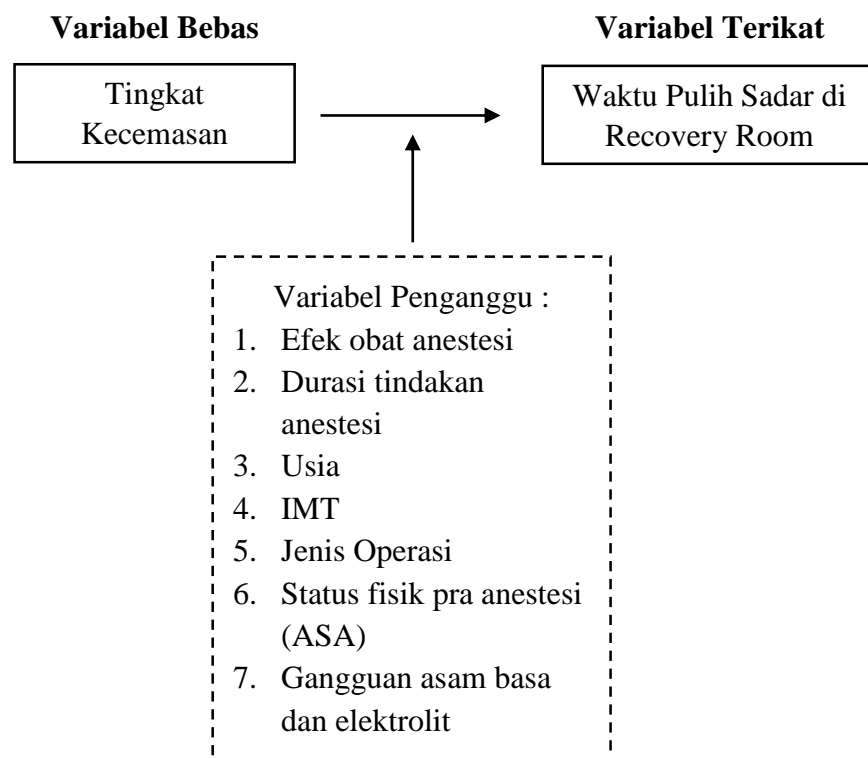 Variabel Bebas
Variabel Terikat
Tingkat
Kecemasan
Waktu Pulih Sadar di
Recovery Room
Variabel Penganggu :
1. Efek obat anestesi
2. Durasi tindakan
anestesi
3. Usia
4. IMT
5. Jenis Operasi
6. Status fisik pra anestesi
(ASA)
7. Gangguan asam basa
dan elektrolit